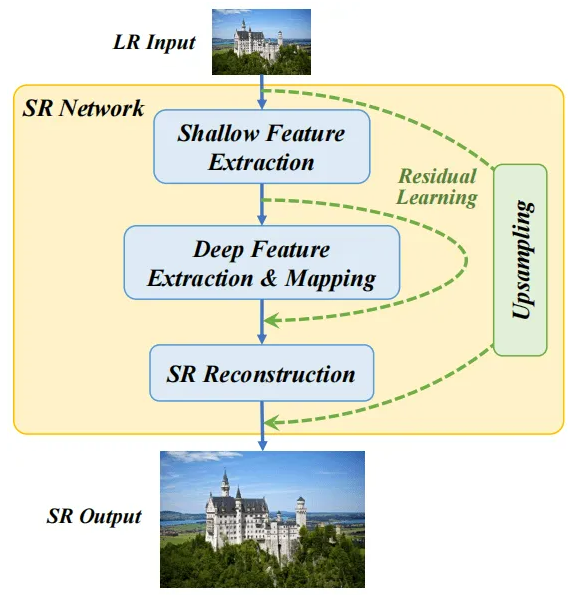 LR Input
SR Network
Shallow Feature
Extraction
Residual
Learning
Deep Feature
Extraction & Mapping
Upsampling
SR Reconstruction
SR Output